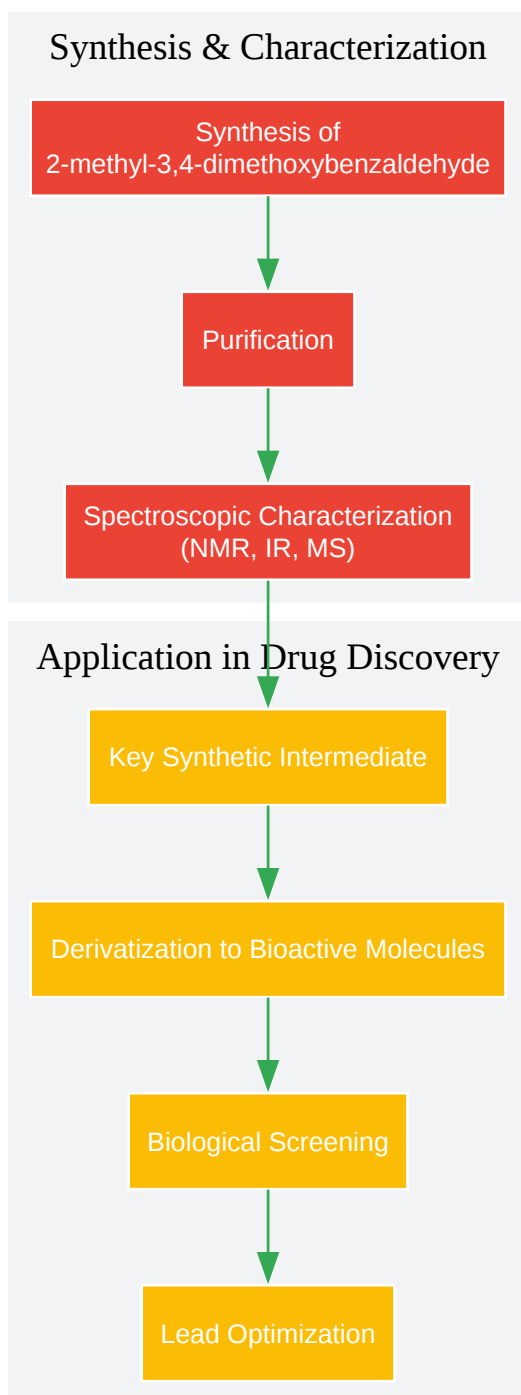 Synthesis & Characterization
Synthesis of
2-methyl-3,4-dimethoxybenzaldehyde
Purification
Spectroscopic Characterization
(NMR, IR, MS)
Application in Drug Discovery
Key Synthetic Intermediate
Derivatization to Bioactive Molecules
Biological Screening
Lead Optimization